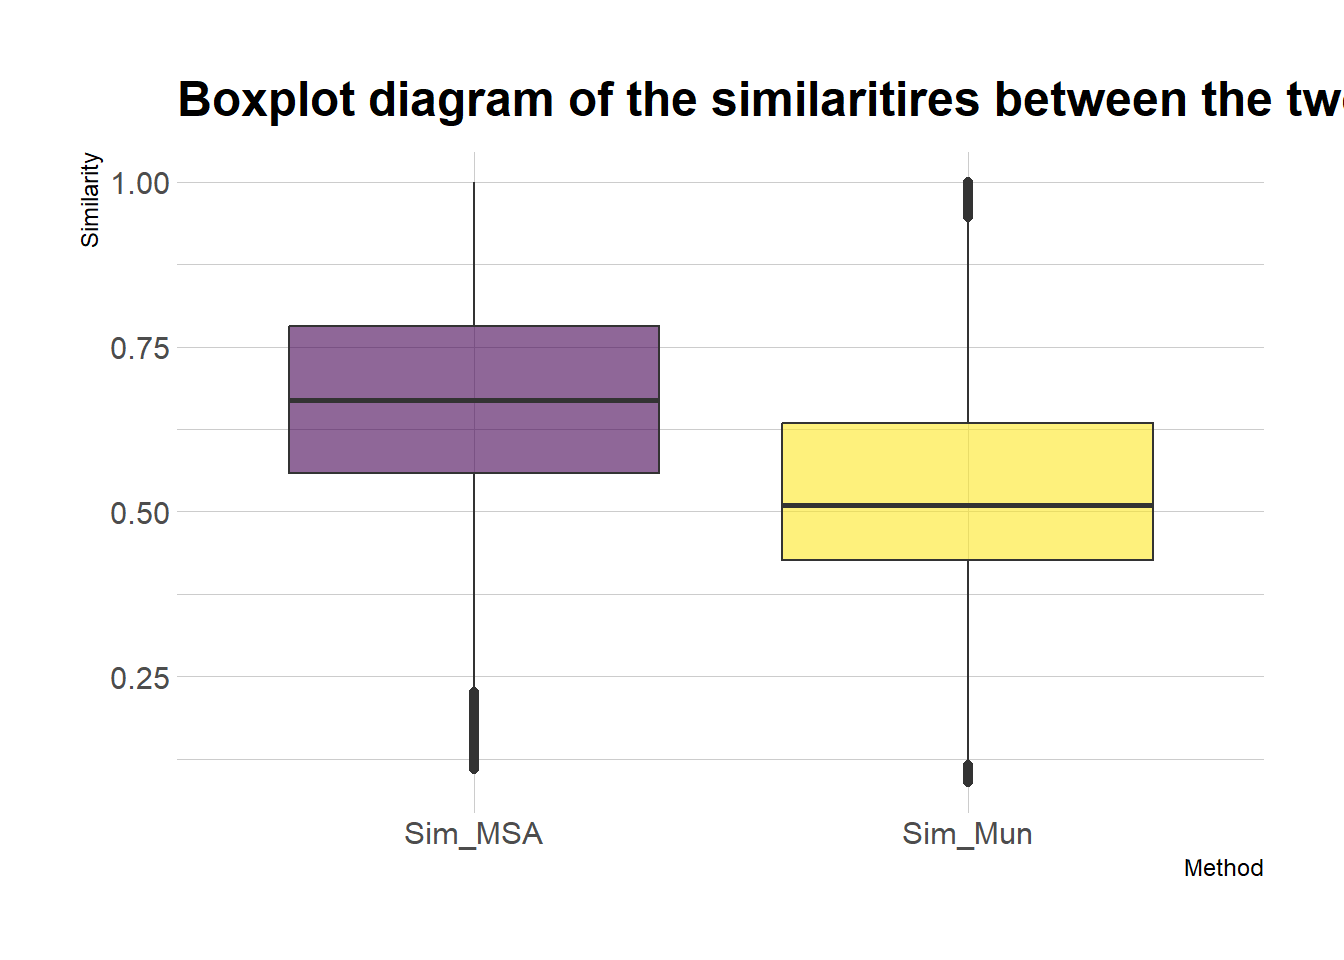 Boxplot diagram of the similaritires between the
Similarity
1.00
0.75
0.50
0.25
Sim_MSA
Sim_Mun
Method